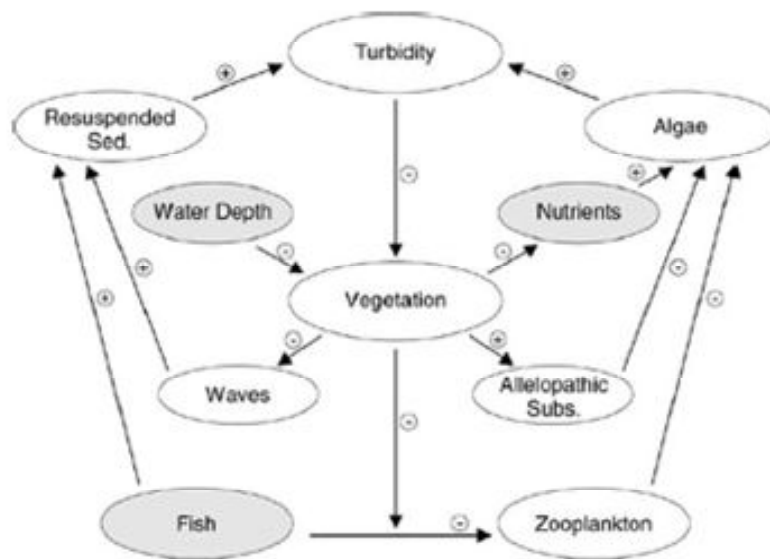 Turbidity
+
+
Resuspended
Sed.
Algae
-
+
Water Depth
Nutrients
-
-
+
-
+
-
Vegetation
-
+
Waves
Allelopathic
Subs.
-
Fish
-
Zooplankton